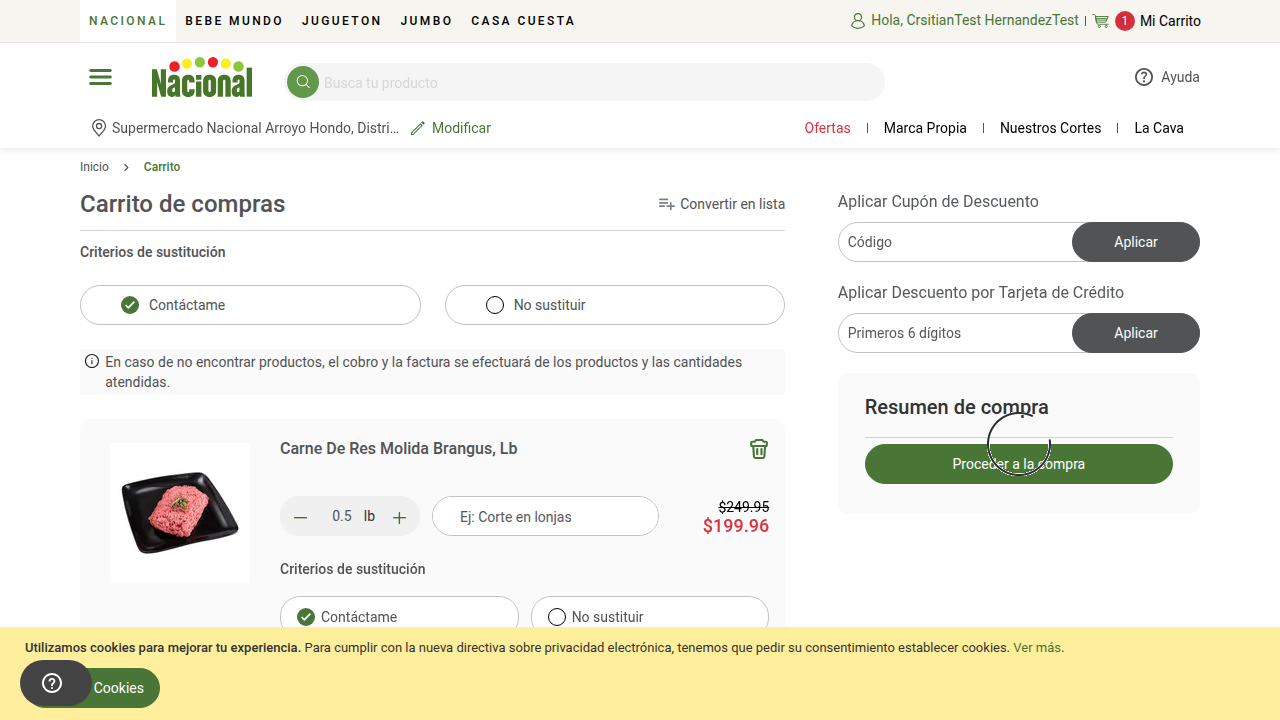 NACIONAL BEBE MUNDO JUGUETON JUMBO CASA CUESTA
Hola, CrsitianTest HernandezTest 1 Mi Carrito
Nacional
Busca tu producto
Ayuda
Supermercado Nacional Arroyo Hondo, Distri... Modificar
Ofertas Marca Propia Nuestros Cortes La Cava
Inicio Carrito
Carrito de compras
Convertir en lista
Criterios de sustitución
Contáctame
No sustituir
En caso de no encontrar productos, el cobro y la factura se efectuará de los productos y las cantidades
atendidas.
Carne De Res Molida Brangus, Lb
0.5 lb
Ej: Corte en lonjas
$249.95
$199.96
Criterios de sustitución
Contáctame
No sustituir
Aplicar Cupón de Descuento
Código
Aplicar
Aplicar Descuento por Tarjeta de Crédito
Primeros 6 dígitos
Aplicar
Resumen de compra
Proceder a la compra
Utilizamos cookies para mejorar tu experiencia. Para cumplir con la nueva directiva sobre privacidad electrónica, tenemos que pedir su consentimiento establecer cookies. Ver más.
Cookies